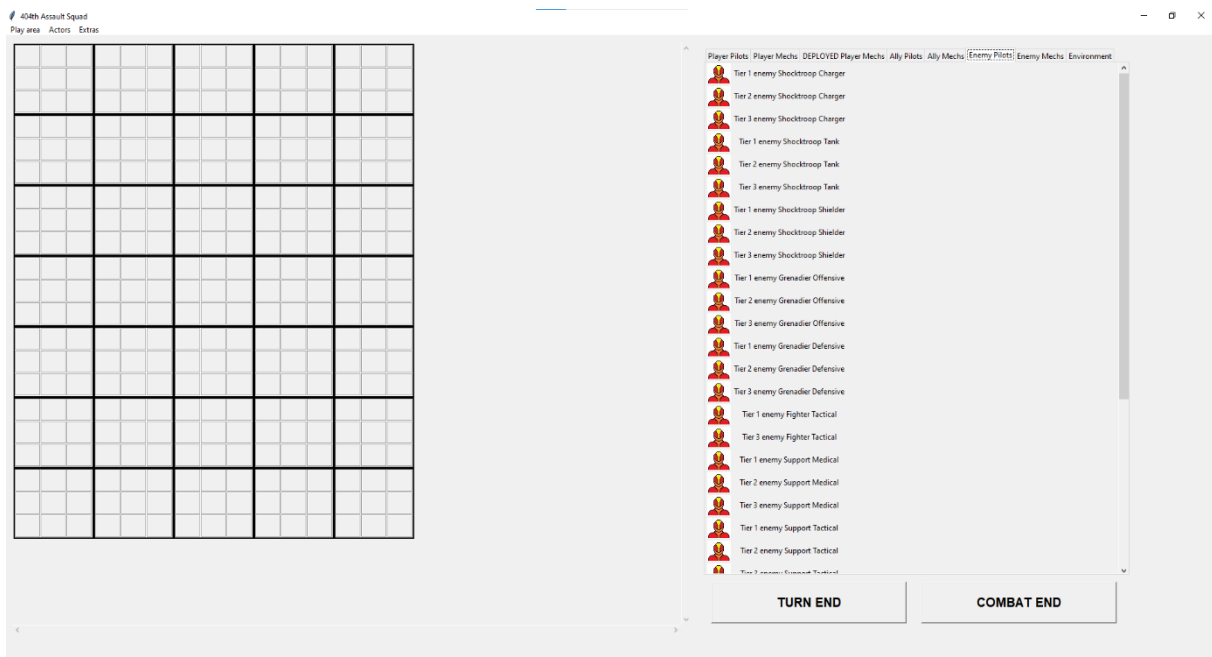 404th Assault Squad
Play area Actors Extras
Player Pilots Player Mechs DEPLOYED Player Mechs Ally Pilots Ally Mechs Enemy Pilots Enemy Mechs Environment
Tier 1 enemy Shocktroop Charger
Tier 2 enemy Shocktroop Charger
Tier 3 enemy Shocktroop Charger
Tier 1 enemy Shocktroop Tank
Tier 2 enemy Shocktroop Tank
Tier 3 enemy Shocktroop Tank
Tier 1 enemy Shocktroop Shielder
Tier 2 enemy Shocktroop Shielder
Tier 3 enemy Shocktroop Shielder
Tier 1 enemy Grenadier Offensive
Tier 2 enemy Grenadier Offensive
Tier 3 enemy Grenadier Offensive
Tier 1 enemy Grenadier Defensive
Tier 2 enemy Grenadier Defensive
Tier 3 enemy Grenadier Defensive
Tier 1 enemy Fighter Tactical
Tier 3 enemy Fighter Tactical
Tier 1 enemy Support Medical
Tier 2 enemy Support Medical
Tier 3 enemy Support Medical
Tier 1 enemy Support Tactical
Tier 2 enemy Support Tactical
Tier 3 enemy Support Tactical
TURN END COMBAT END